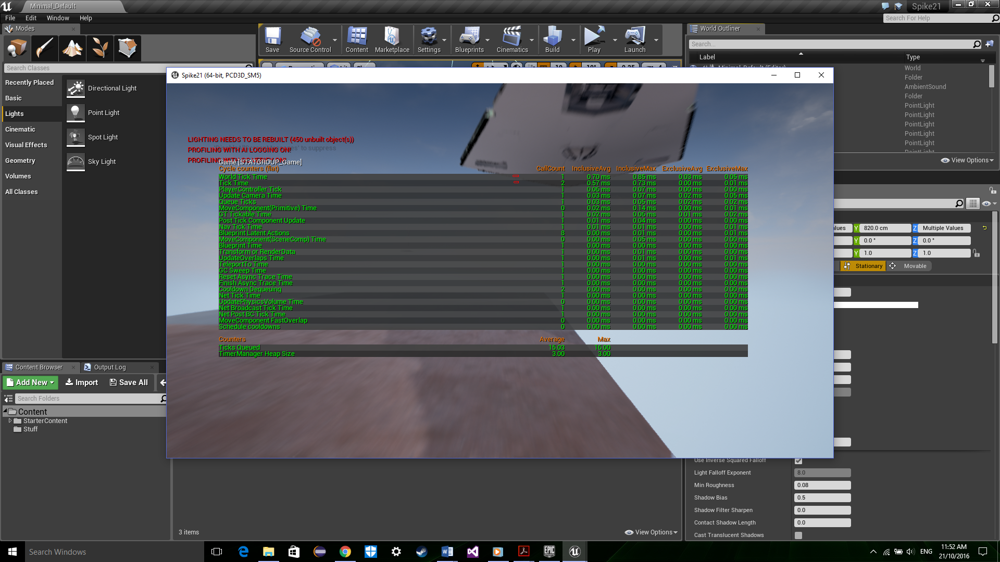 Minimal_Default
Spike21
File Edit Window Help
Search For Help
Modes
World Outliner
Save Source Control Content Marketplace Settings Blueprints Cinematics Build Play Launch
Search...
Label Type
Search Classes
World
Folder
AmbientSound
Folder
PointLight
PointLight
PointLight
PointLight
PointLight
View Options
Recently Placed
Basic
Lights
Cinematic
Visual Effects
Geometry
Volumes
All Classes
Directional Light
Point Light
Spot Light
Sky Light
Spike21 (64-bit, PCD3D_SM5)
LIGHTING NEEDS TO BE REBUILT (450 unbuilt object(s))
PROFILING WITH AI LOGGING ON! to suppress
PROFILING WITH
Game [STATGROUP_Game]
Cycle counters (flat) CallCount InclusiveAvg InclusiveMax ExclusiveAvg ExclusiveMax
World Tick Time 1 0.70 ms 0.85 ms 0.03 ms 0.05 ms
Tick Time 2 0.57 ms 0.73 ms 0.00 ms 0.01 ms
PlayerController Tick 1 0.06 ms 0.07 ms 0.00 ms 0.00 ms
Update Camera Time 1 0.03 ms 0.07 ms 0.02 ms 0.05 ms
Queue Ticks 1 0.03 ms 0.05 ms 0.02 ms 0.02 ms
MoveComponent(Primitive) Time 0 0.02 ms 0.14 ms 0.00 ms 0.01 ms
GT Tickable Time 1 0.02 ms 0.06 ms 0.01 ms 0.02 ms
Post Tick Component Update 1 0.01 ms 0.04 ms 0.00 ms 0.00 ms
Nav Tick Time 1 0.01 ms 0.01 ms 0.00 ms 0.01 ms
Blueprint Latent Actions 8 0.00 ms 0.01 ms 0.00 ms 0.01 ms
MoveComponent(SceneComp) Time 0 0.00 ms 0.05 ms 0.00 ms 0.00 ms
Blueprint Time 1 0.00 ms 0.00 ms 0.00 ms 0.00 ms
Transform or RenderData 1 0.00 ms 0.01 ms 0.00 ms 0.00 ms
UpdateOverlaps Time 1 0.00 ms 0.01 ms 0.00 ms 0.01 ms
TeleportTo Time 1 0.00 ms 0.00 ms 0.00 ms 0.00 ms
GC Sweep Time 1 0.00 ms 0.00 ms 0.00 ms 0.00 ms
Reset Async Trace Time 1 0.00 ms 0.00 ms 0.00 ms 0.00 ms
Finish Async Trace Time 1 0.00 ms 0.00 ms 0.00 ms 0.00 ms
Cooldown Dequeuing 2 0.00 ms 0.00 ms 0.00 ms 0.00 ms
Net Tick Time 1 0.00 ms 0.00 ms 0.00 ms 0.00 ms
UpdatePhysicsVolume Time 0 0.00 ms 0.00 ms 0.00 ms 0.00 ms
Net Broadcast Tick Time 1 0.00 ms 0.00 ms 0.00 ms 0.00 ms
Net Post BC Tick Time 1 0.00 ms 0.00 ms 0.00 ms 0.00 ms
MoveComponent FastOverlap 0 0.00 ms 0.00 ms 0.00 ms 0.00 ms
Schedule cooldowns 0 0.00 ms 0.00 ms 0.00 ms 0.00 ms
Counters Average Max
Ticks Queued 15.03 16.00
TimerManager Heap Size 3.00 3.00
Y 820.0 cm Z Multiple Values
Y 0.0 ° Z 0.0 °
Y 1.0 Z 1.0
Stationary Movable
Content Browser Output Log
Add New Import Save All
Search Folders
Content
StarterContent
Stuff
3 items View Options
Use Inverse Squared Falloff
Light Falloff Exponent 8.0
Min Roughness 0.08
Shadow Bias 0.5
Shadow Filter Sharpen 0.0
Contact Shadow Length 0.0
Cast Translucent Shadows
Search Windows
EPIC GAMES
ENG
11:52 AM
21/10/2016